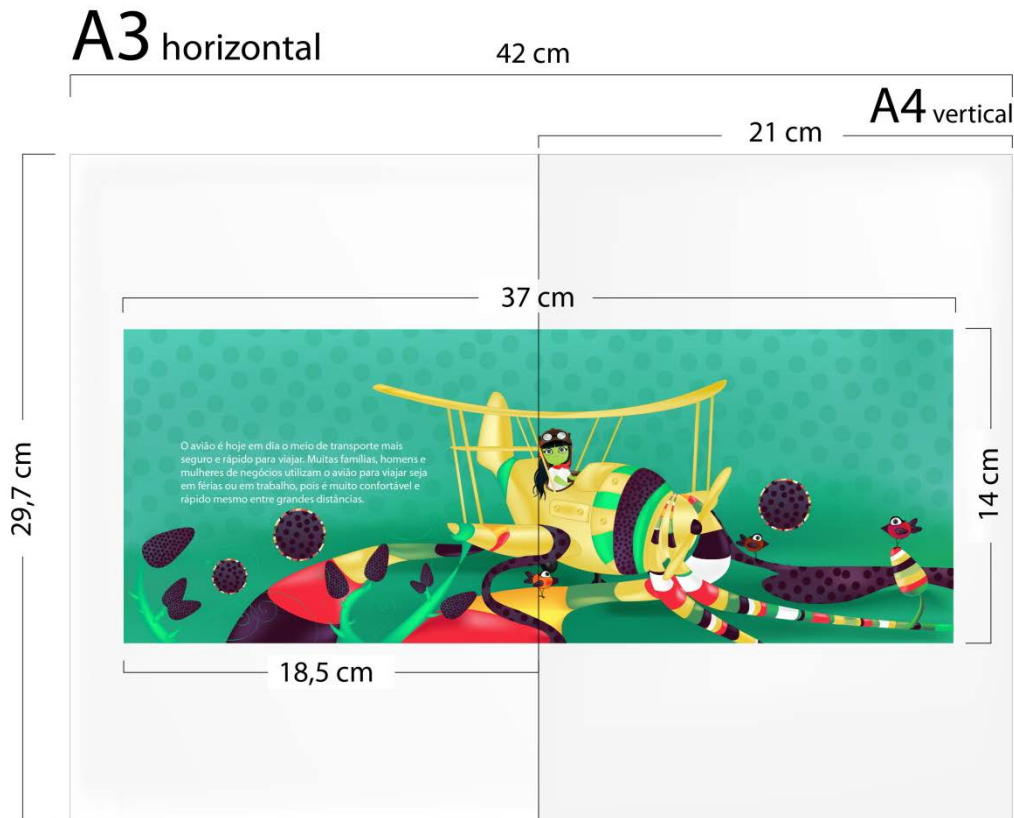 A3 horizontal
42 cm
A4 vertical
21 cm
37 cm
O avião é hoje em dia o meio de transporte mais
seguro e rápido para viajar. Muitas famílias, homens e
mulheres de negócios utilizam o avião para viajar seja
em férias ou em trabalho, pois é muito confortável e
rápido mesmo entre grandes distâncias.
29,7 cm
14 cm
18,5 cm